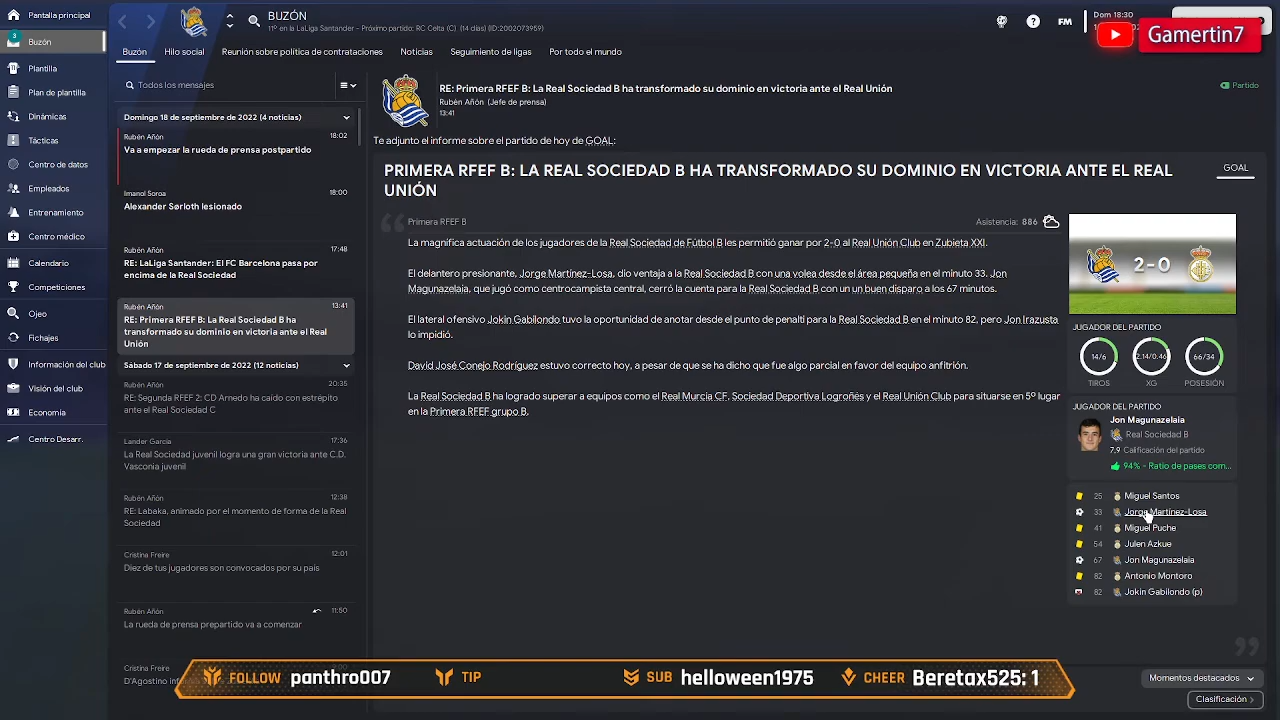 Principal
3
Buzón
Plantilla
Plan de plantilla
Dinámicas
Tácticas
Centro de datos
Empleados
Entrenamiento
Centro médico
Calendario
Competiciones
Ojeo
Fichajes
Información del club
Visión del club
Economía
Centro Desarr.
BUZÓN
11º en la LaLiga Santander - Próximo partido: RC Celta (C) (14 días) (ID:2002073959)
FM
Dom 18:30
Gamertin7
Buzón
Hilo social
Reunión sobre política de contrataciones
Noticias
Seguimiento de ligas
Por todo el mundo
Todos los mensajes
Domingo 18 de septiembre de 2022 (4 noticias)
Rubén Añón 18:02
Va a empezar la rueda de prensa postpartido
Imanol Soroa 18:00
Alexander Sørloth lesionado
Rubén Añón 17:48
RE: LaLiga Santander: El FC Barcelona pasa por
encima de la Real Sociedad
Rubén Añón 13:41
RE: Primera RFEF B: La Real Sociedad B ha
transformado su dominio en victoria ante el Real
Unión
Sábado 17 de septiembre de 2022 (12 noticias)
Rubén Añón 20:35
RE: Segunda RFEF 2: CD Arnedo ha caído con estrépito
ante el Real Sociedad C
Lander García 17:36
La Real Sociedad juvenil logra una gran victoria ante C.D.
Vasconia juvenil
Rubén Añón 12:38
RE: Labaka, animado por el momento de forma de la Real
Sociedad
Cristina Freire 12:01
Diez de tus jugadores son convocados por su país
Rubén Añón 11:50
La rueda de prensa prepartido va a comenzar
Cristina Freire
RE: Primera RFEF B: La Real Sociedad B ha transformado su dominio en victoria ante el Real Unión
Rubén Añón (Jefe de prensa)
13:41
Partido
Te adjunto el informe sobre el partido de hoy de GOAL:
PRIMERA RFEF B: LA REAL SOCIEDAD B HA TRANSFORMADO SU DOMINIO EN VICTORIA ANTE EL REAL
UNIÓN
GOAL
Primera RFEF B
Asistencia: 886
La magnífica actuación de los jugadores de la Real Sociedad de Fútbol B les permitió ganar por 2-0 al Real Unión Club en Zubieta XXI.
El delantero presionante, Jorge Martínez-Losa, dio ventaja a la Real Sociedad B con una volea desde el área pequeña en el minuto 33. Jon
Magunazelaia, que jugó como centrocampista central, cerró la cuenta para la Real Sociedad B con un buen disparo a los 67 minutos.
El lateral ofensivo Jokin Gabilondo tuvo la oportunidad de anotar desde el punto de penalti para la Real Sociedad B en el minuto 82, pero Jon Irazusta
lo impidió.
David José Conejo Rodríguez estuvo correcto hoy, a pesar de que se ha dicho que fue algo parcial en favor del equipo anfitrión.
La Real Sociedad B ha logrado superar a equipos como el Real Murcia CF, Sociedad Deportiva Logroñés y el Real Unión Club para situarse en 5º lugar
en la Primera RFEF grupo B.
2-0
JUGADOR DEL PARTIDO
14/6
2.14/0.46
66/34
TIROS
XG
POSESIÓN
JUGADOR DEL PARTIDO
Jon Magunazelaia
Real Sociedad B
7.9 Calificación del partido
94% - Ratio de pases com...
25 Miguel Santos
33 Jorge Martínez-Losa
41 Miguel Puche
54 Julen Azkue
67 Jon Magunazelaia
82 Antonio Montoro
82 Jokin Gabilondo (p)
Momentos destacados
Clasificación
FOLLOW panthro007
TIP
SUB helloween1975
CHEER Beretax525: 1